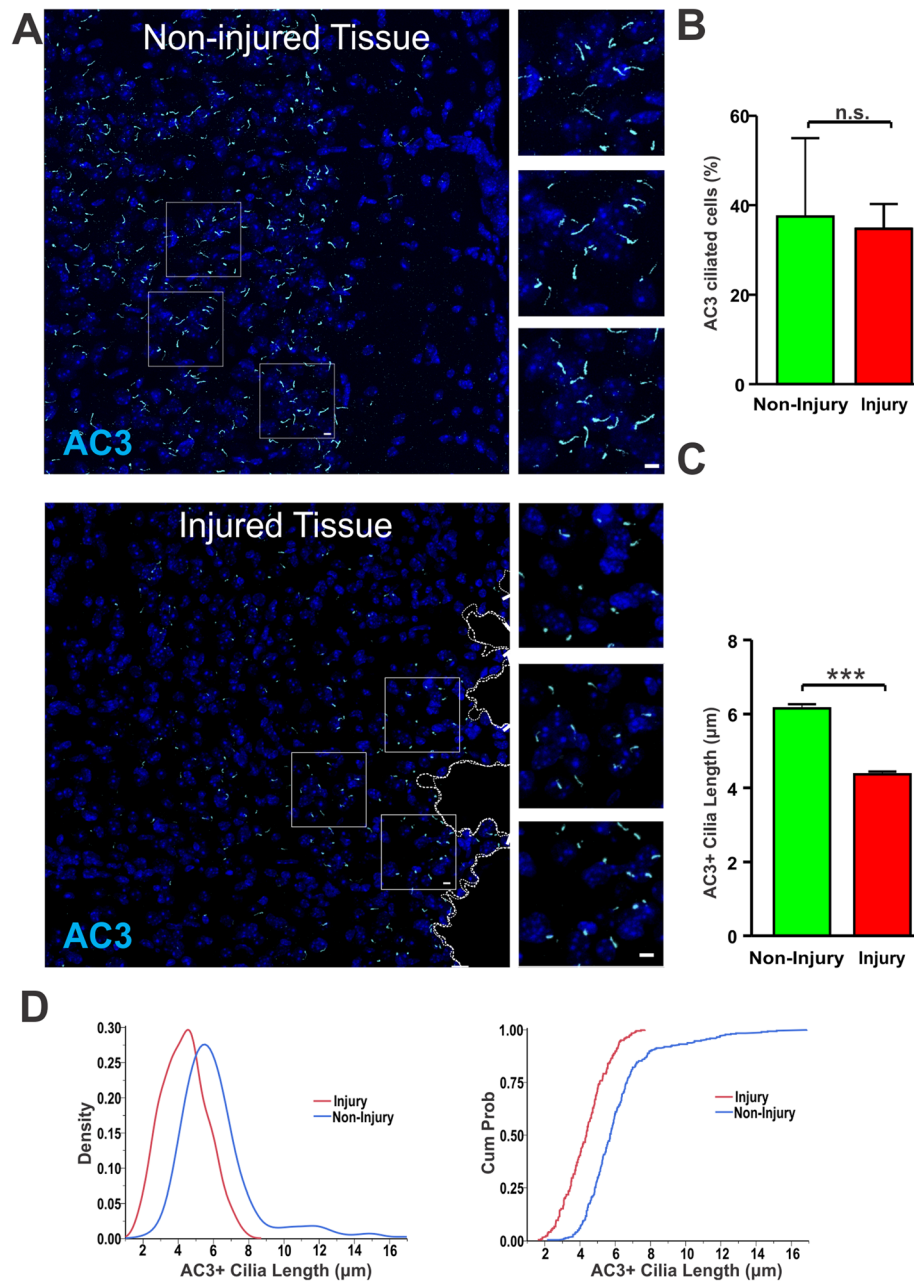 A
Non-injured Tissue
AC3
Injured Tissue
AC3
B
n.s.
60
40
20
0
AC3 ciliated cells (%)
Non-Injury Injury
C
***
8
6
4
2
0
AC3+ Cilia Length (µm)
Non-Injury Injury
D
0.30
0.25
0.20
0.15
0.10
0.05
0.00
Density
Injury
Non-Injury
2 4 6 8 10 12 14 16
AC3+ Cilia Length (µm)
1.00
0.75
0.50
0.25
0.00
Cum Prob
Injury
Non-Injury
2 4 6 8 10 12 14 16
AC3+ Cilia Length (µm)